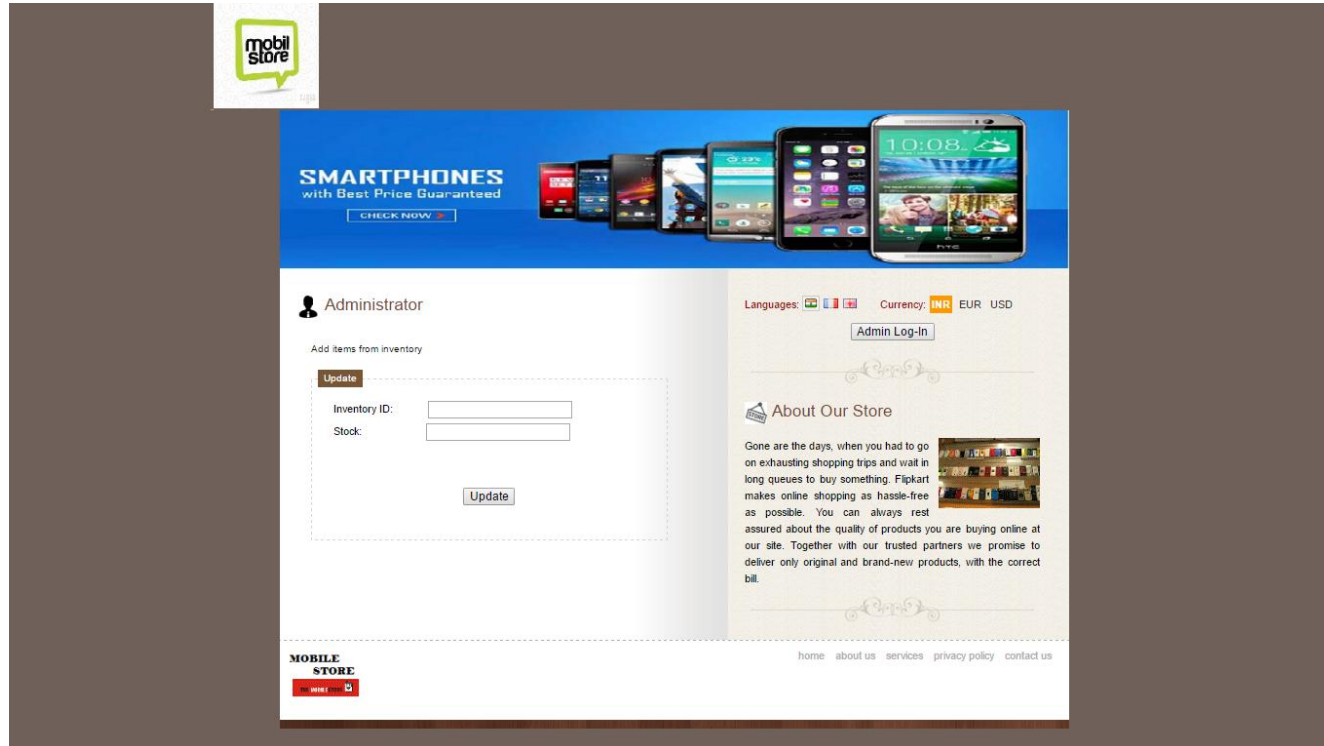 mobil
store
SMARTPHONES
with Best Price Guaranteed
CHECK NOW
10:08
HTC
Administrator
Add items from inventory
Update
Inventory ID:
Stock:
Update
Languages: Currency: INR EUR USD
Admin Log-In
About Our Store
Gone are the days, when you had to go
on exhausting shopping trips and wait in
long queues to buy something. Flipkart
makes online shopping as hassle-free
as possible. You can always rest
assured about the quality of products you are buying online at
our site. Together with our trusted partners we promise to
deliver only original and brand-new products, with the correct
bill.
MOBILE
STORE
home about us services privacy policy contact us